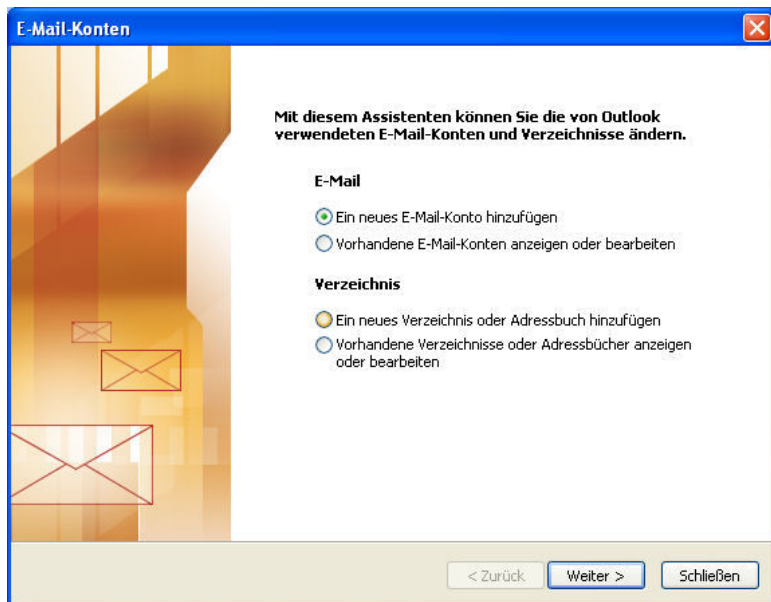 E-Mail-Konten
Mit diesem Assistenten können Sie die von Outlook
verwendeten E-Mail-Konten und Verzeichnisse ändern.
E-Mail
Ein neues E-Mail-Konto hinzufügen
Vorhandene E-Mail-Konten anzeigen oder bearbeiten
Verzeichnis
Ein neues Verzeichnis oder Adressbuch hinzufügen
Vorhandene Verzeichnisse oder Adressbücher anzeigen
oder bearbeiten
< Zurück Weiter > Schließen